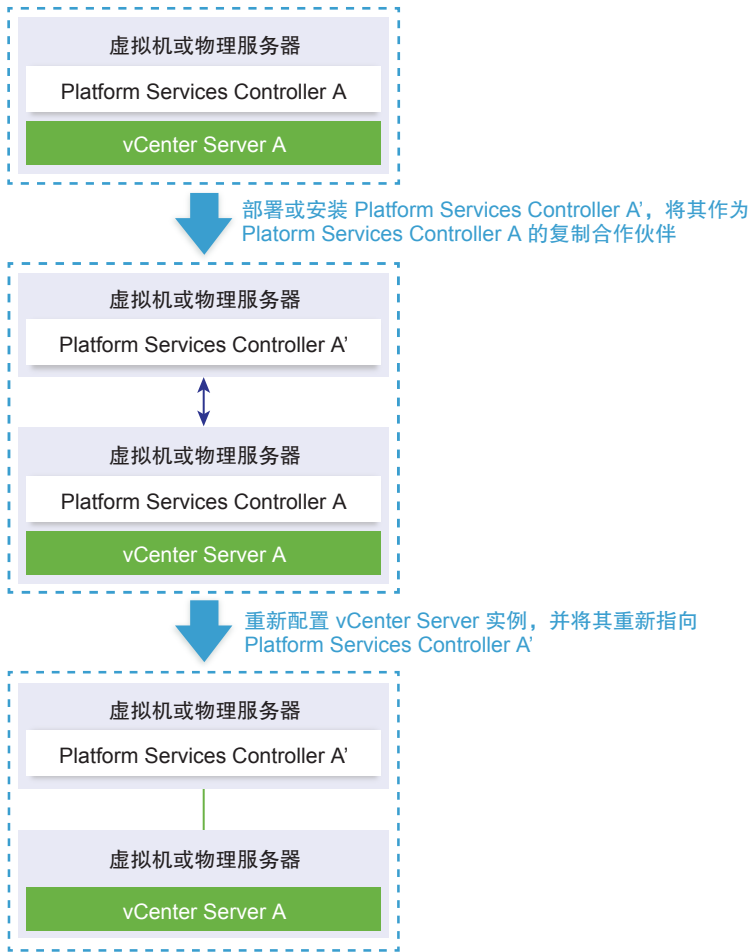 虚拟机或物理服务器
Platform Services Controller A
vCenter Server A
部署或安装 Platform Services Controller A’，将其作为
Platorm Services Controller A 的复制合作伙伴
虚拟机或物理服务器
Platform Services Controller A’
虚拟机或物理服务器
Platform Services Controller A
vCenter Server A
重新配置 vCenter Server 实例，并将其重新指向
Platform Services Controller A’
虚拟机或物理服务器
Platform Services Controller A’
虚拟机或物理服务器
vCenter Server A